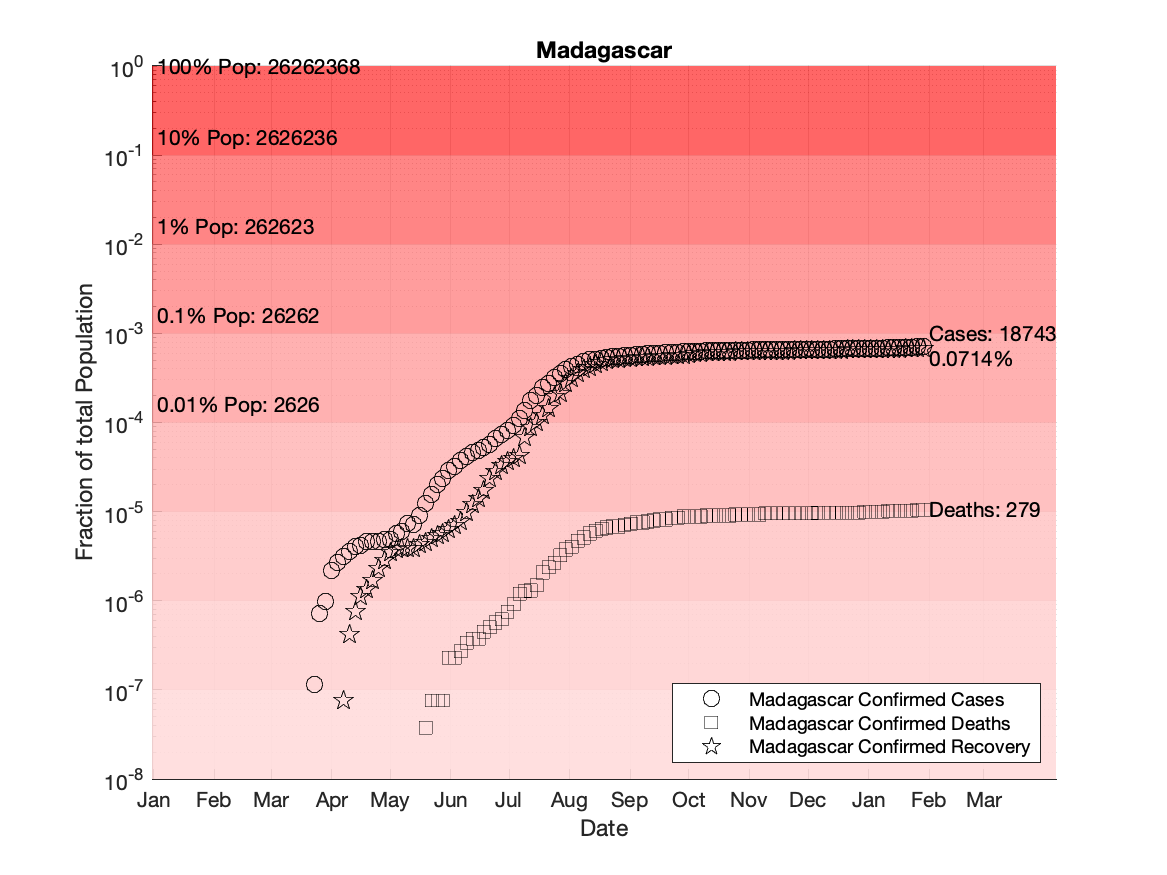 Madagascar
10^0
100% Pop: 26262368
10% Pop: 2626236
10^-1
1% Pop: 262623
10^-2
0.1% Pop: 26262
10^-3
Cases: 18743
0.0714%
0.01% Pop: 2626
10^-4
10^-5
Deaths: 279
10^-6
10^-7
10^-8
Fraction of total Population
Madagascar Confirmed Cases
Madagascar Confirmed Deaths
Madagascar Confirmed Recovery
Jan Feb Mar Apr May Jun Jul Aug Sep Oct Nov Dec Jan Feb Mar
Date